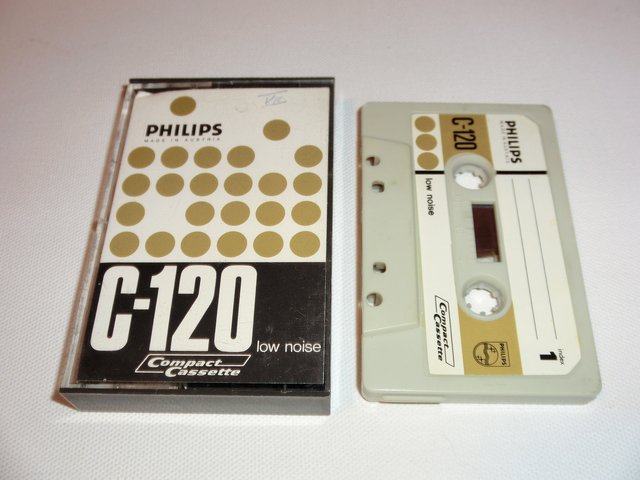 PHILIPS
MADE IN AUSTRIA
C-120
low noise
Compact
Cassette
PHILIPS
C-120
low noise
Compact
Cassette
PHILIPS
index
1